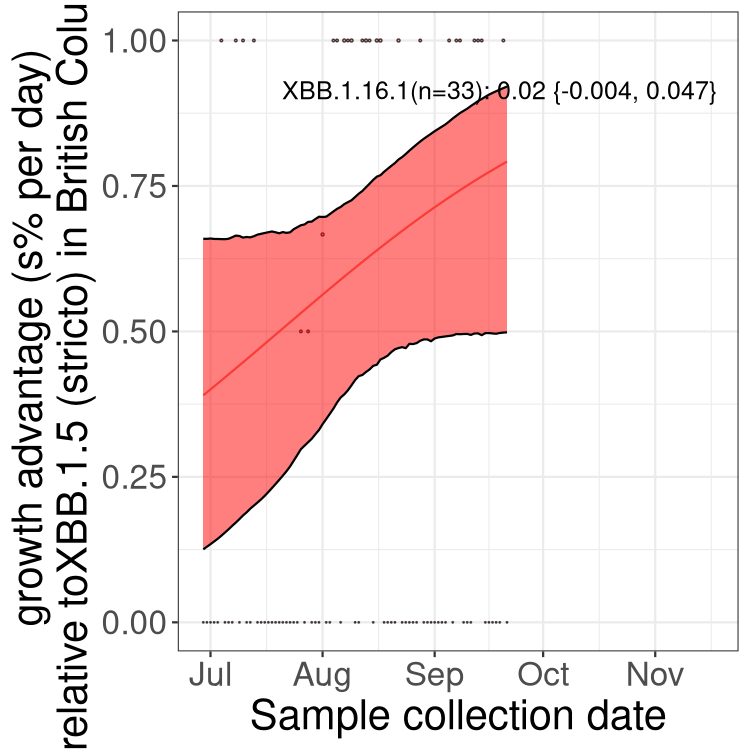 growth advantage (s% per day)
relative toXBB.1.5 (stricto) in British Colu
1.00
0.75
0.50
0.25
0.00
XBB.1.16.1(n=33): 0.02 {-0.004, 0.047}
Jul Aug Sep Oct Nov
Sample collection date